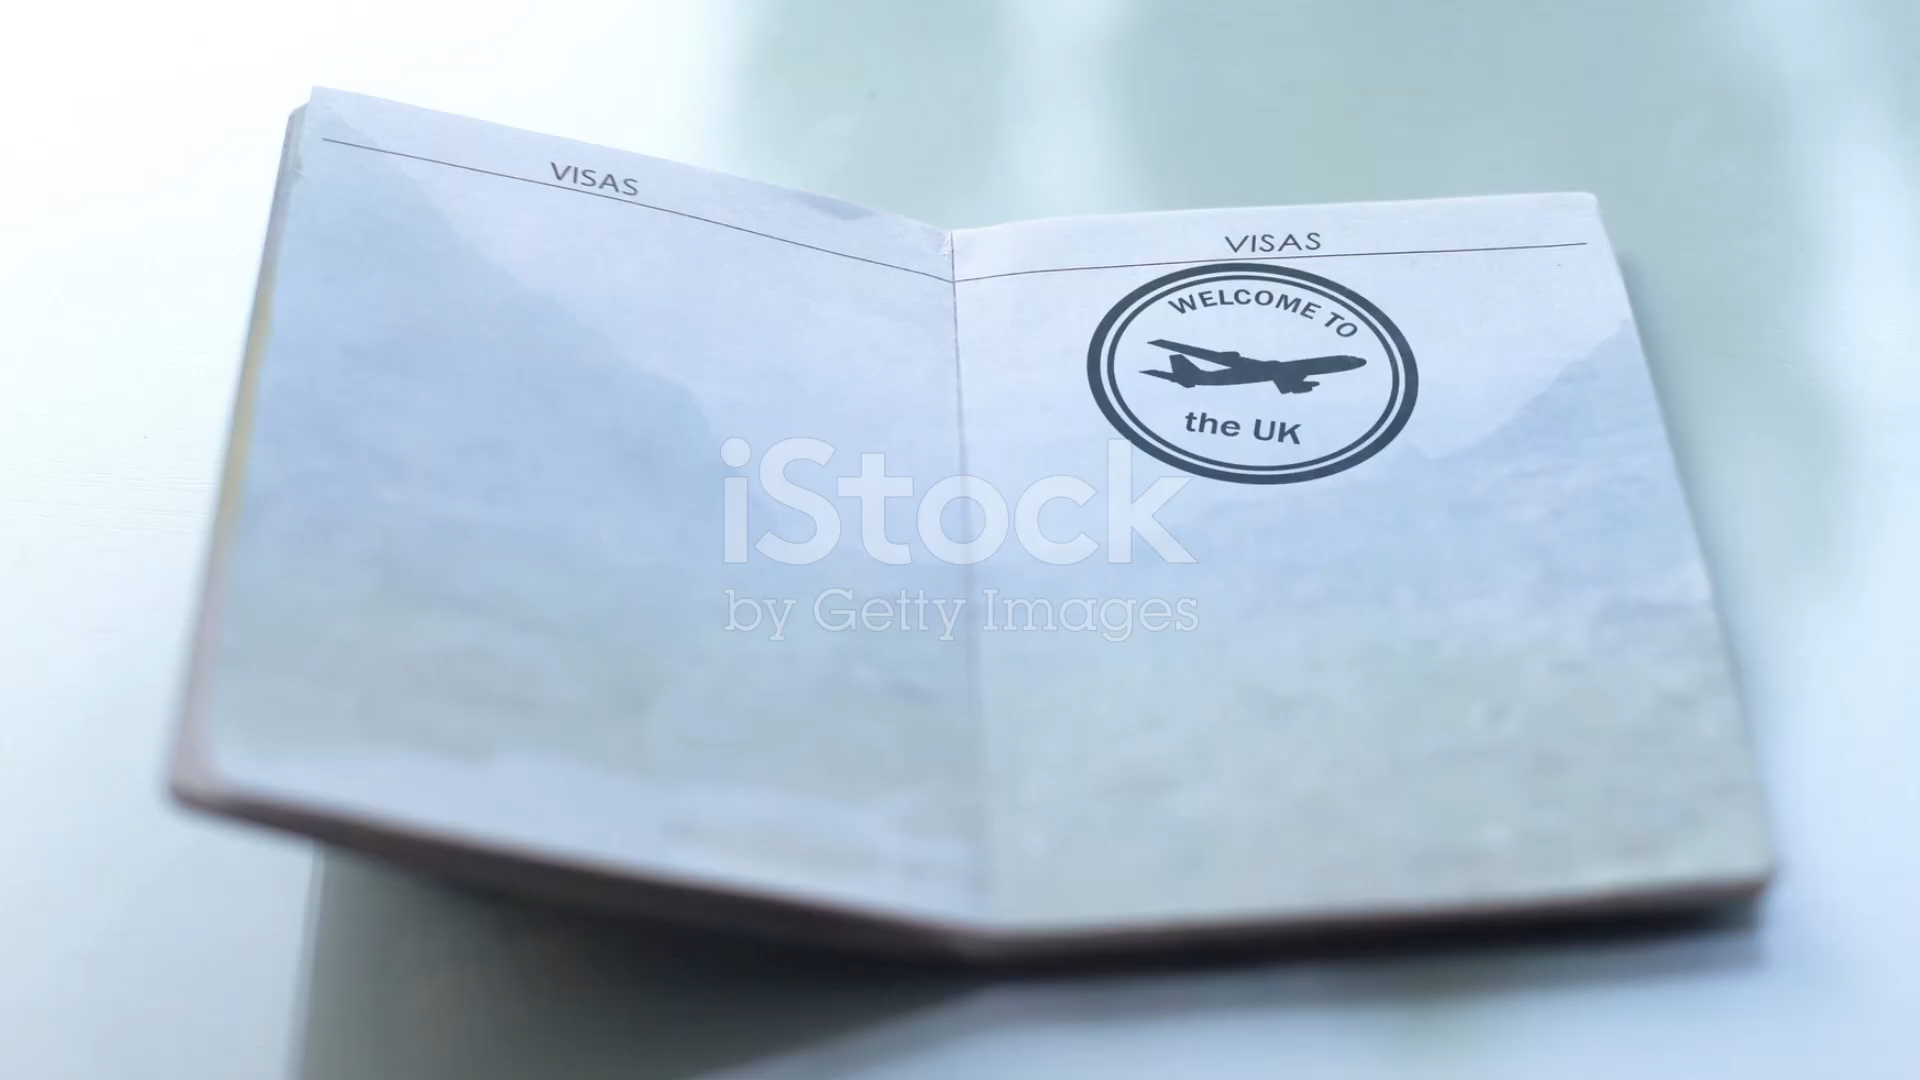 VISAS
VISAS
WELCOME TO
the UK
iStock
by Getty Images